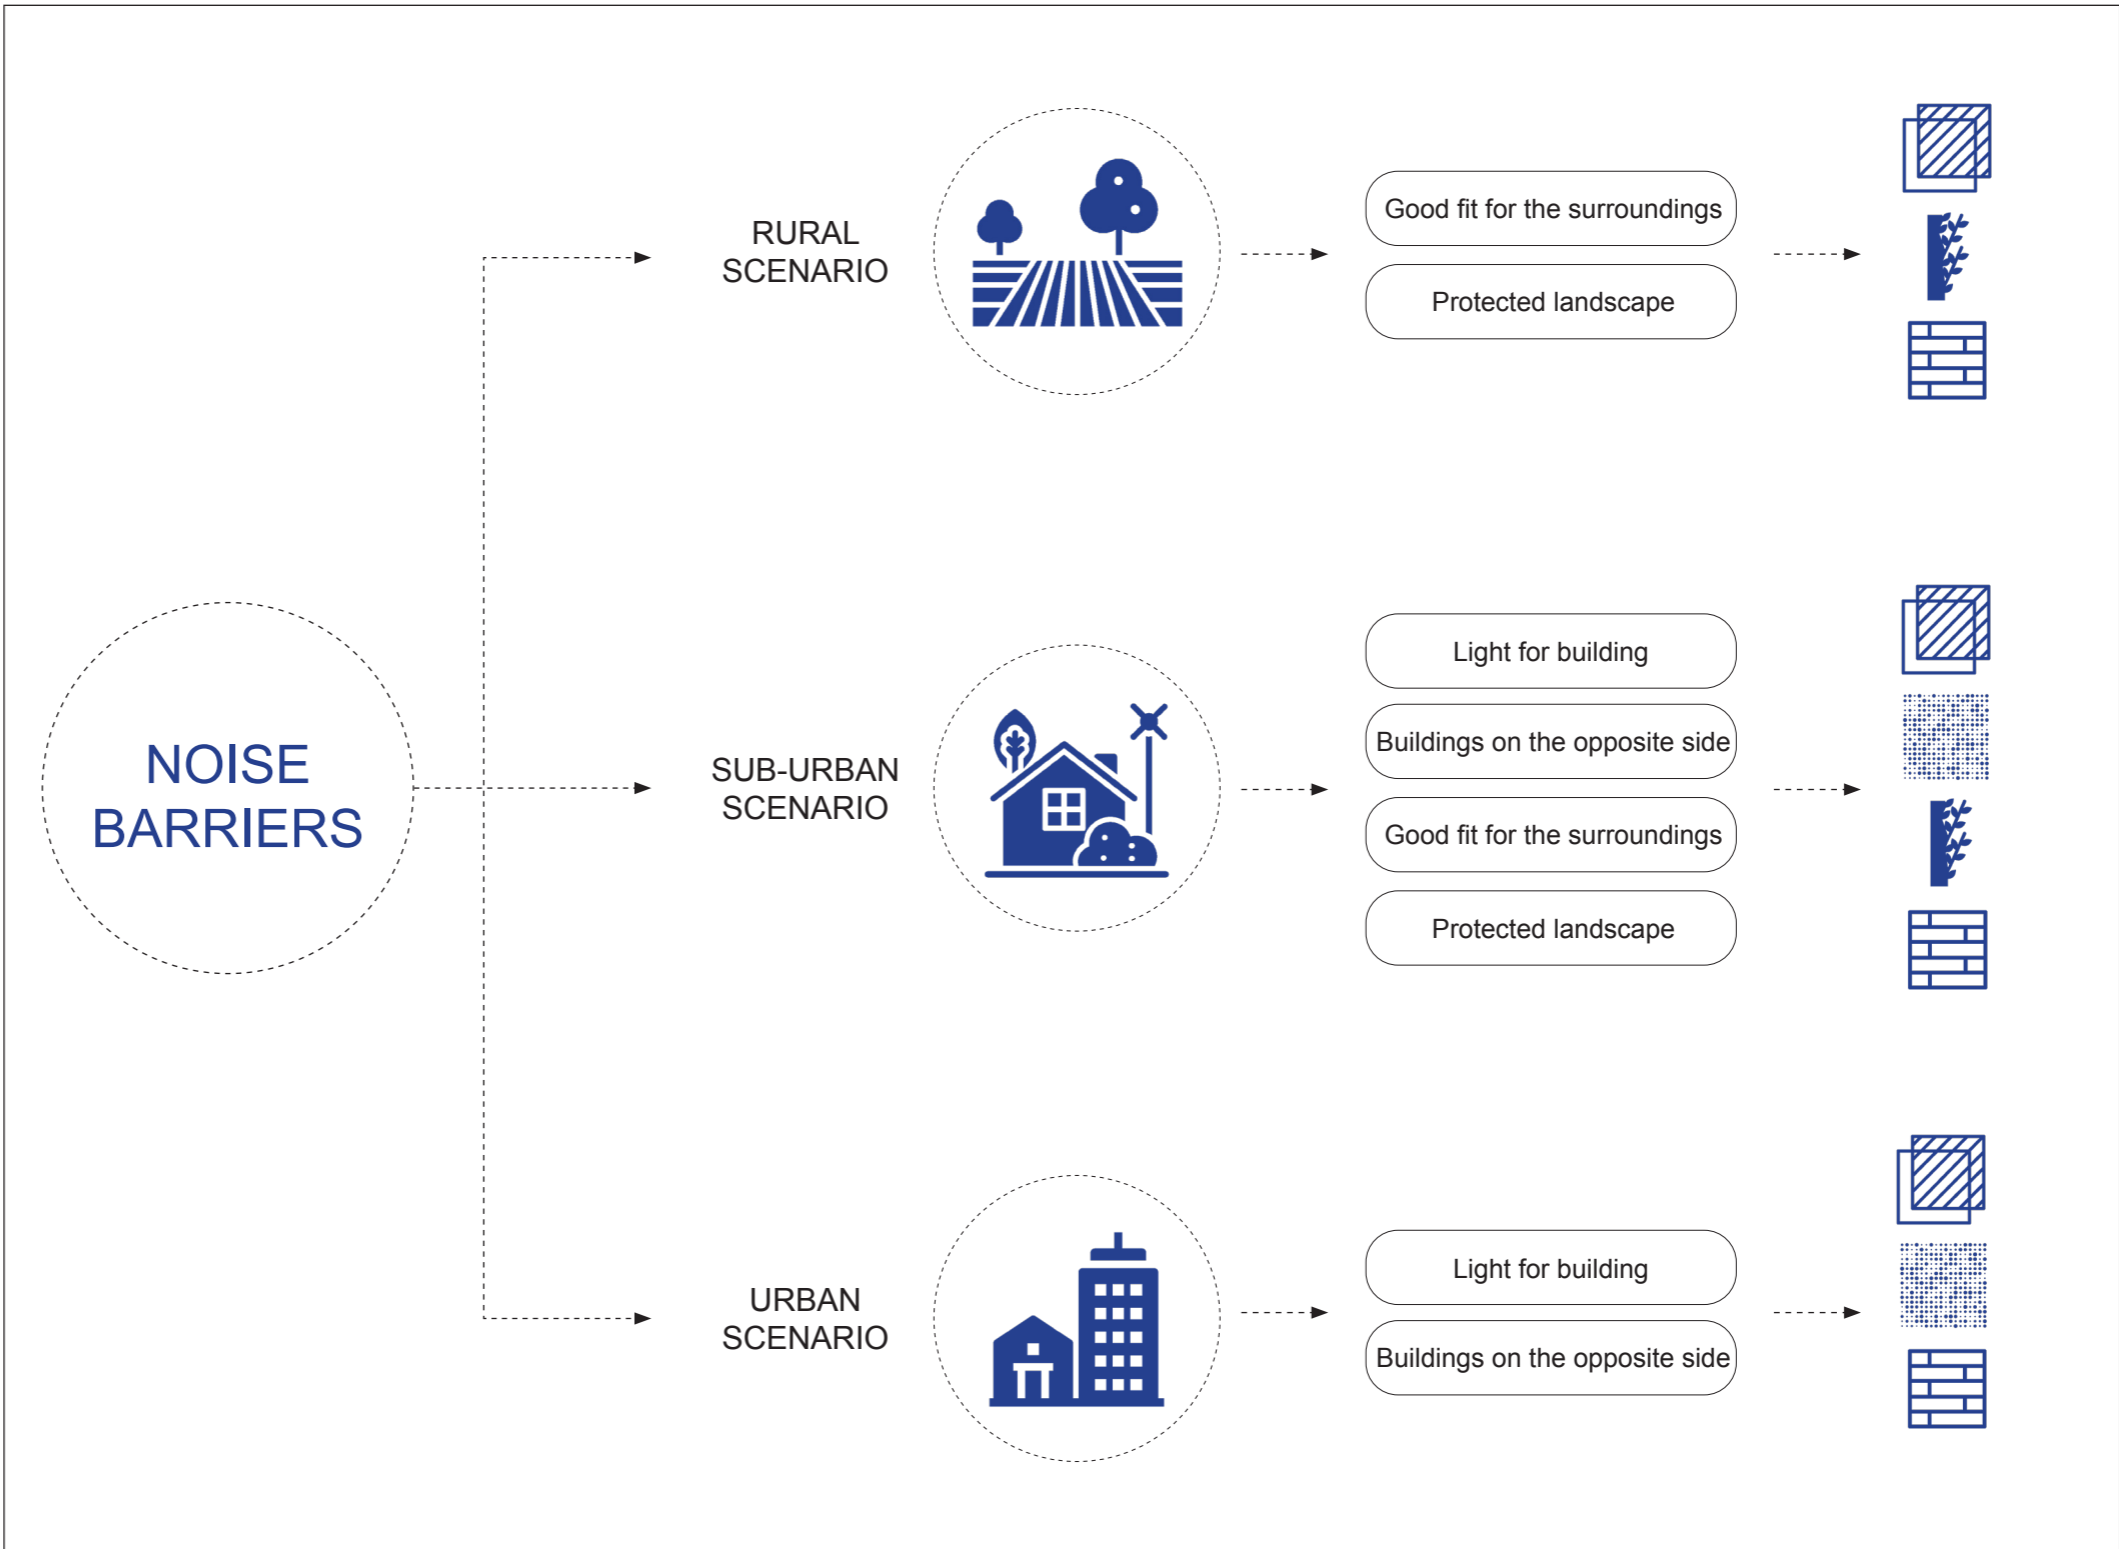 NOISE
BARRIERS
RURAL
SCENARIO
Good fit for the surroundings
Protected landscape
SUB-URBAN
SCENARIO
Light for building
Buildings on the opposite side
Good fit for the surroundings
Protected landscape
URBAN
SCENARIO
Light for building
Buildings on the opposite side